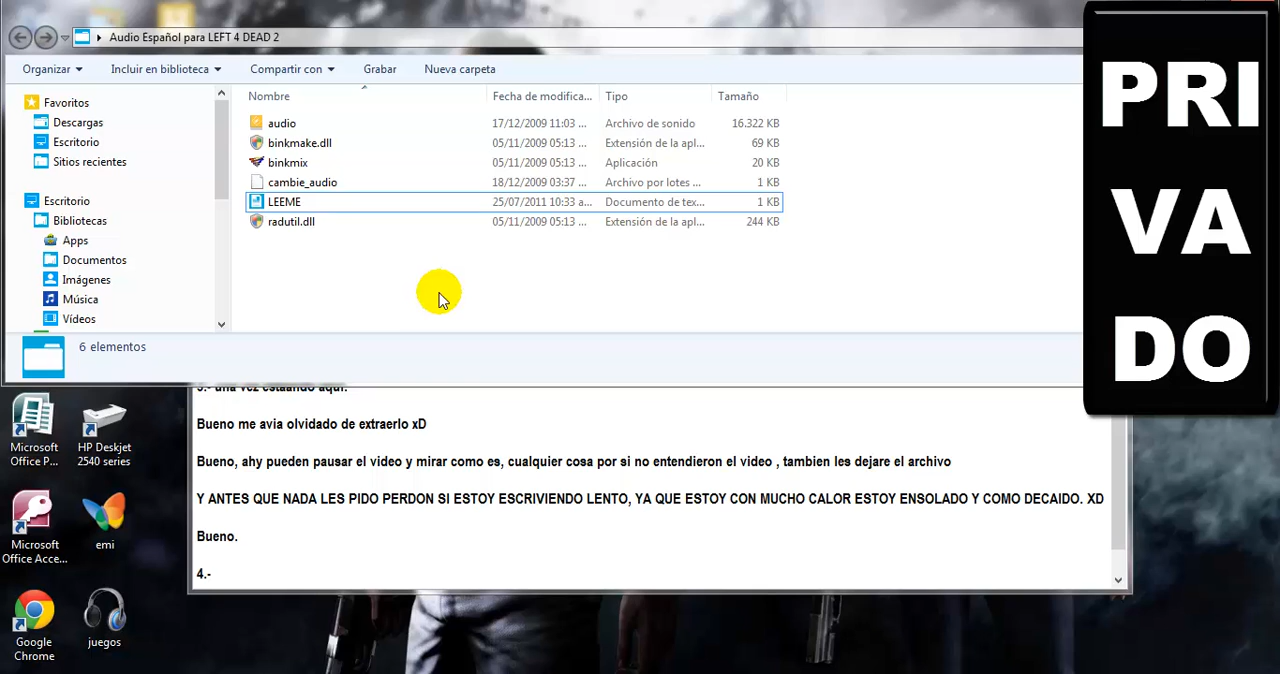 Audio Español para LEFT 4 DEAD 2
Organizar
Incluir en biblioteca
Compartir con
Grabar
Nueva carpeta
Favoritos
Descargas
Escritorio
Sitios recientes
Escritorio
Bibliotecas
Apps
Documentos
Imágenes
Música
Vídeos
Nombre Fecha de modifica... Tipo Tamaño
audio 17/12/2009 11:03 ... Archivo de sonido 16.322 KB
binkmake.dll 05/11/2009 05:13 ... Extensión de la apl... 69 KB
binkmix 05/11/2009 05:13 ... Aplicación 20 KB
cambie_audio 18/12/2009 03:37 ... Archivo por lotes ... 1 KB
LEEME 25/07/2011 10:33 a... Documento de tex... 1 KB
radutil.dll 05/11/2009 05:13 ... Extensión de la apl... 244 KB
6 elementos
PRI
VA
DO
3.- una vez estaando aqui.
Bueno me avia olvidado de extraerlo xD
Bueno, ahy pueden pausar el video y mirar como es, cualquier cosa por si no entendieron el video , tambien les dejare el archivo
Y ANTES QUE NADA LES PIDO PERDON SI ESTOY ESCRIVIENDO LENTO, YA QUE ESTOY CON MUCHO CALOR ESTOY ENSOLADO Y COMO DECAIDO. XD
Bueno.
4.-
Microsoft
Office P...
HP Deskjet
2540 series
Microsoft
Office Acce...
emi
Google
Chrome
juegos